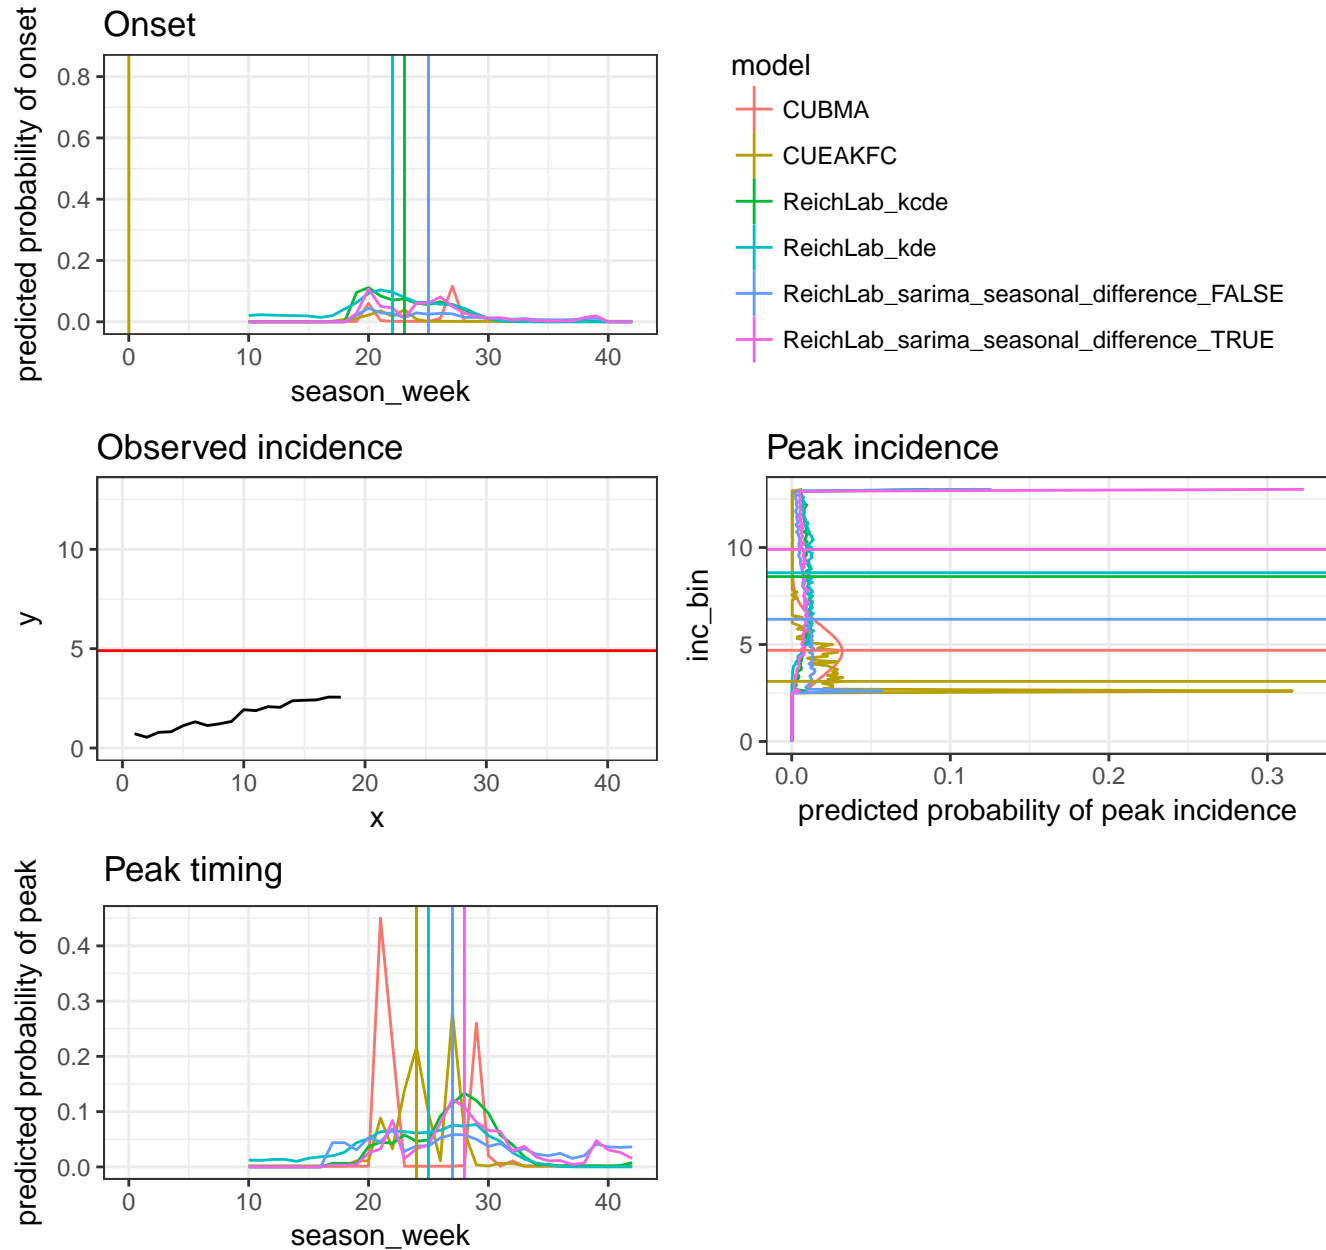 Onset
predicted probability of onset
0.8
0.6
0.4
0.2
0.0
0 10 20 30 40
season_week
model
CUBMA
CUEAKFC
ReichLab_kcde
ReichLab_kde
ReichLab_sarima_seasonal_difference_FALSE
ReichLab_sarima_seasonal_difference_TRUE
Observed incidence
y
10
5
0
0 10 20 30 40
x
Peak incidence
inc_bin
10
5
0
0.0 0.1 0.2 0.3
predicted probability of peak incidence
Peak timing
predicted probability of peak
0.4
0.3
0.2
0.1
0.0
0 10 20 30 40
season_week